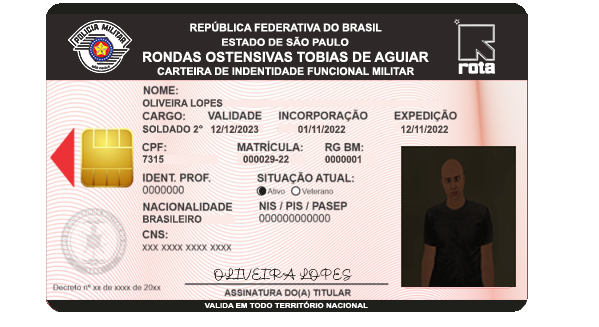 POLICIA MILITAR
REPÚBLICA FEDERATIVA DO BRASIL
ESTADO DE SÃO PAULO
RONDAS OSTENSIVAS TOBIAS DE AGUIAR
CARTEIRA DE INDENTIDADE FUNCIONAL MILITAR
rota
NOME:
OLIVEIRA LOPES
CARGO: VALIDADE INCORPORAÇÃO EXPEDIÇÃO
SOLDADO 2° 12/12/2023 01/11/2022 12/11/2022
CPF: MATRÍCULA: RG BM:
7315 000029-22 0000001
IDENT. PROF. SITUAÇÃO ATUAL:
0000000 Ativo Veterano
NACIONALIDADE NIS / PIS / PASEP
BRASILEIRO 000000000000
CNS:
xxx xxxx xxxx xxxx
OLIVEIRA LOPES
Decreto nº xx de xxxx de 20xx
ASSINATURA DO(A) TITULAR
VALIDA EM TODO TERRITÓRIO NACIONAL